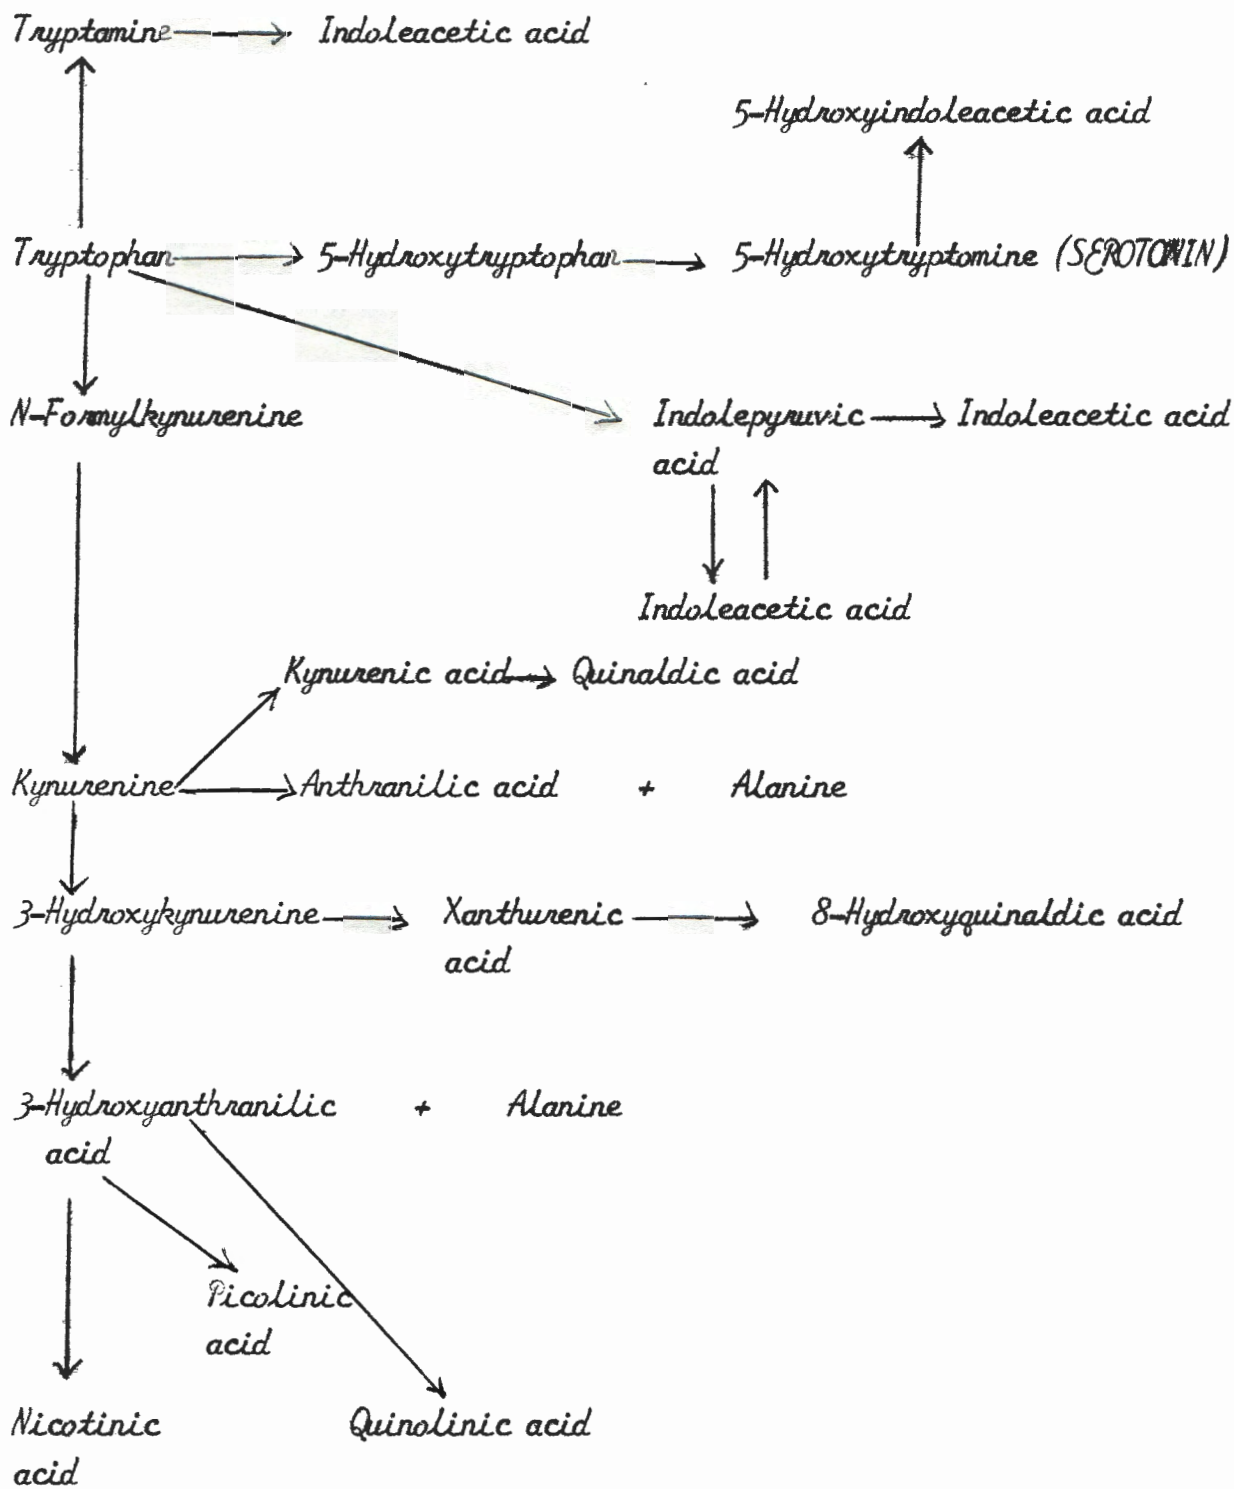 Tryptamine Indoleacetic acid
5-Hydroxyindoleacetic acid
Tryptophan 5-Hydroxytryptophan 5-Hydroxytryptomine (SEROTONIN)
N-Formylkynurenine Indolepyruvic Indoleacetic acid
acid
Indoleacetic acid
Kynurenic acid Quinaldic acid
Kynurenine Anthranilic acid + Alanine
3-Hydroxykynurenine Xanthurenic 8-Hydroxyquinaldic acid
acid
3-Hydroxyanthranilic + Alanine
acid
Picolinic
acid
Nicotinic Quinolinic acid
acid